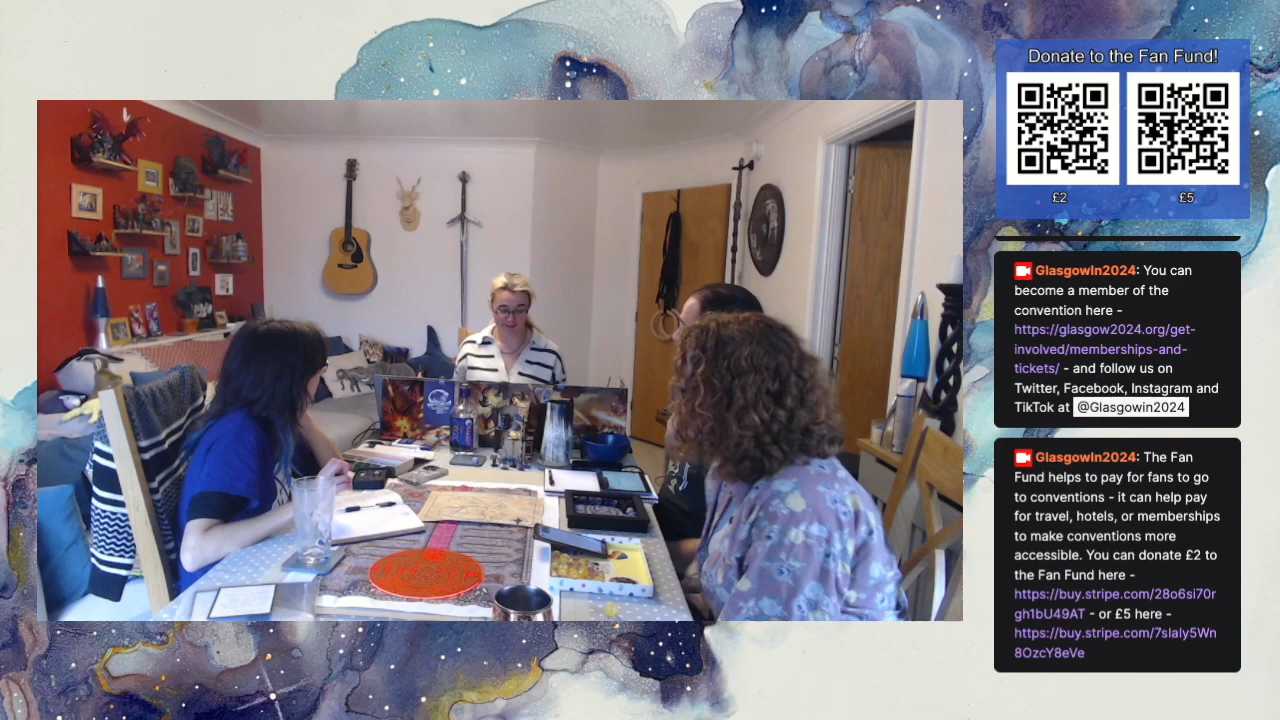 Donate to the Fan Fund!
£2
£5
GlasgowIn2024: You can
become a member of the
convention here -
https://glasgow2024.org/get-
involved/memberships-and-
tickets/ - and follow us on
Twitter, Facebook, Instagram and
TikTok at @Glasgowin2024
GlasgowIn2024: The Fan
Fund helps to pay for fans to go
to conventions - it can help pay
for travel, hotels, or memberships
to make conventions more
accessible. You can donate £2 to
the Fan Fund here -
https://buy.stripe.com/28o6si70r
gh1bU49AT - or £5 here -
https://buy.stripe.com/7slaly5Wn
8OzcY8eVe